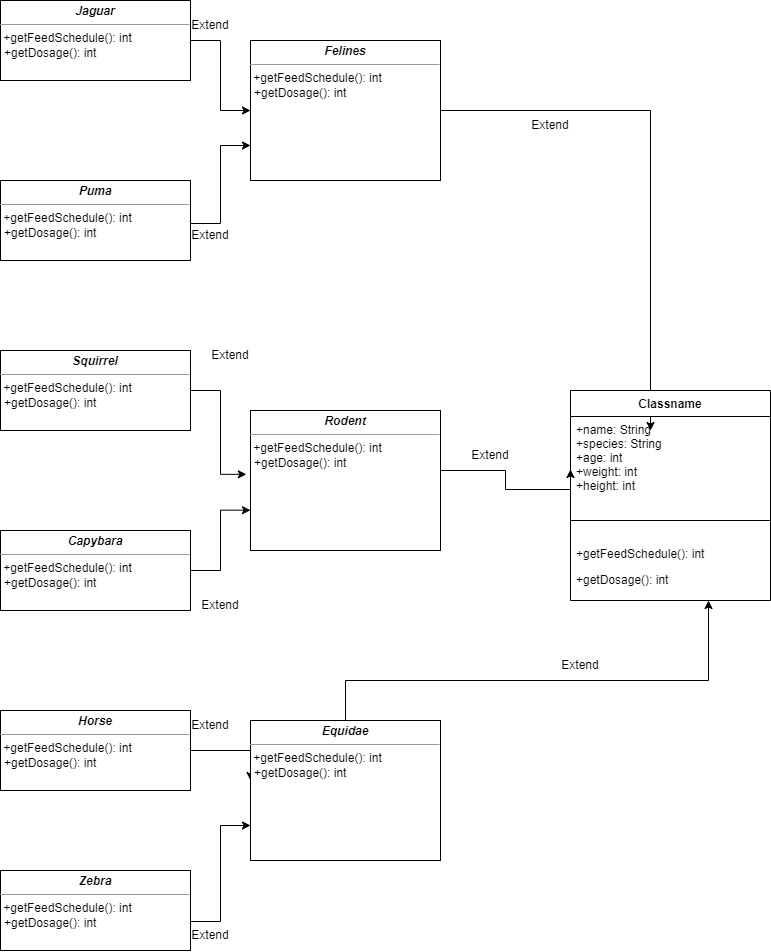 Jaguar
+getFeedSchedule(): int
+getDosage(): int
Extend
Felines
+getFeedSchedule(): int
+getDosage(): int
Extend
Puma
+getFeedSchedule(): int
+getDosage(): int
Extend
Squirrel
+getFeedSchedule(): int
+getDosage(): int
Extend
Rodent
+getFeedSchedule(): int
+getDosage(): int
Extend
Classname
+name: String
+species: String
+age: int
+weight: int
+height: int
+getFeedSchedule(): int
+getDosage(): int
Capybara
+getFeedSchedule(): int
+getDosage(): int
Extend
Extend
Horse
+getFeedSchedule(): int
+getDosage(): int
Extend
Equidae
+getFeedSchedule(): int
+getDosage(): int
Zebra
+getFeedSchedule(): int
+getDosage(): int
Extend